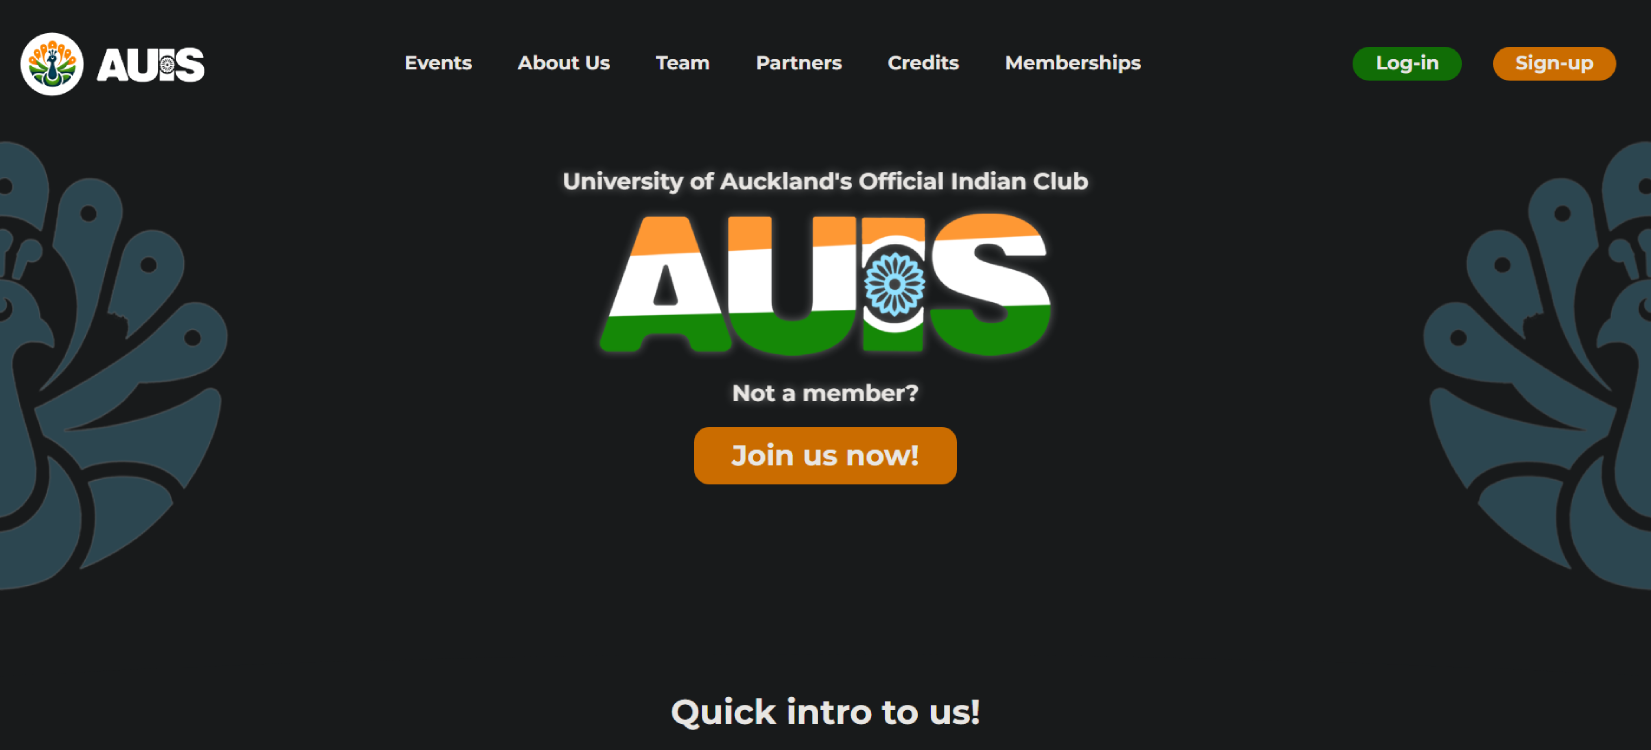 AUIS
Events
About Us
Team
Partners
Credits
Memberships
Log-in
Sign-up
University of Auckland's Official Indian Club
AUIS
Not a member?
Join us now!
Quick intro to us!